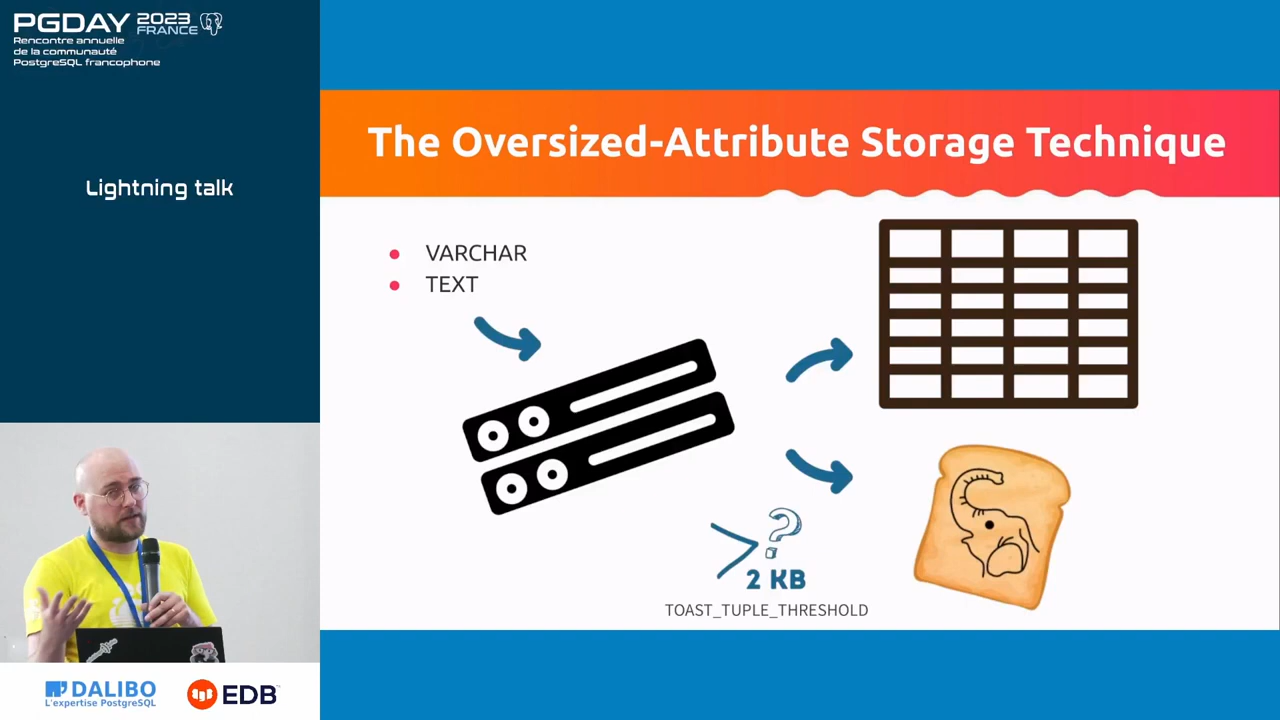 PGDAY 2023 FRANCE
Rencontre annuelle
de la communauté
PostgreSQL francophone
Lightning talk
The Oversized-Attribute Storage Technique
VARCHAR
TEXT
> ?
2 KB
TOAST_TUPLE_THRESHOLD
DALIBO
L'expertise PostgreSQL
EDB